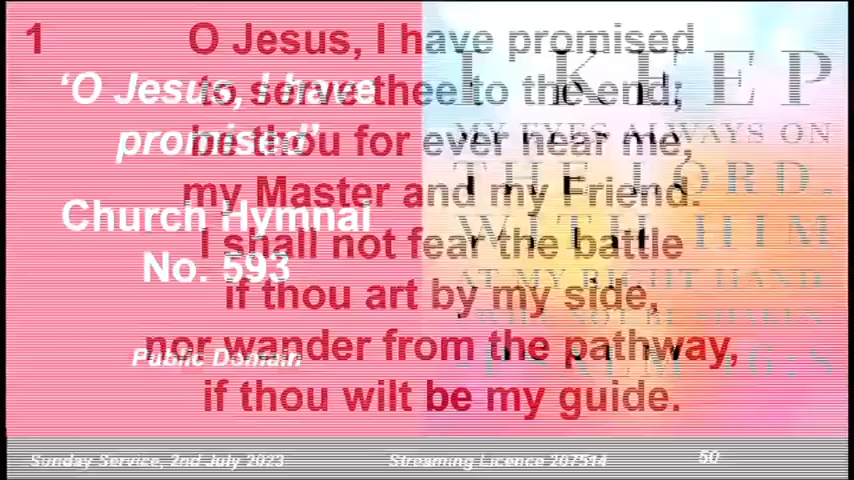 1
O Jesus, I have promised
to serve thee to the end;
be thou for ever near me,
my Master and my Friend.
I shall not fear the battle
if thou art by my side,
nor wander from the pathway,
if thou wilt be my guide.
‘O Jesus, I have
promised’
Church Hymnal
No. 593
Public Domain
I KEEP
MY EYES ALWAYS ON
THE LORD.
WITH HIM
AT MY RIGHT HAND,
NOT BE SHAKEN
Sunday Service, 2nd July 2023
Streaming Licence 207514
50